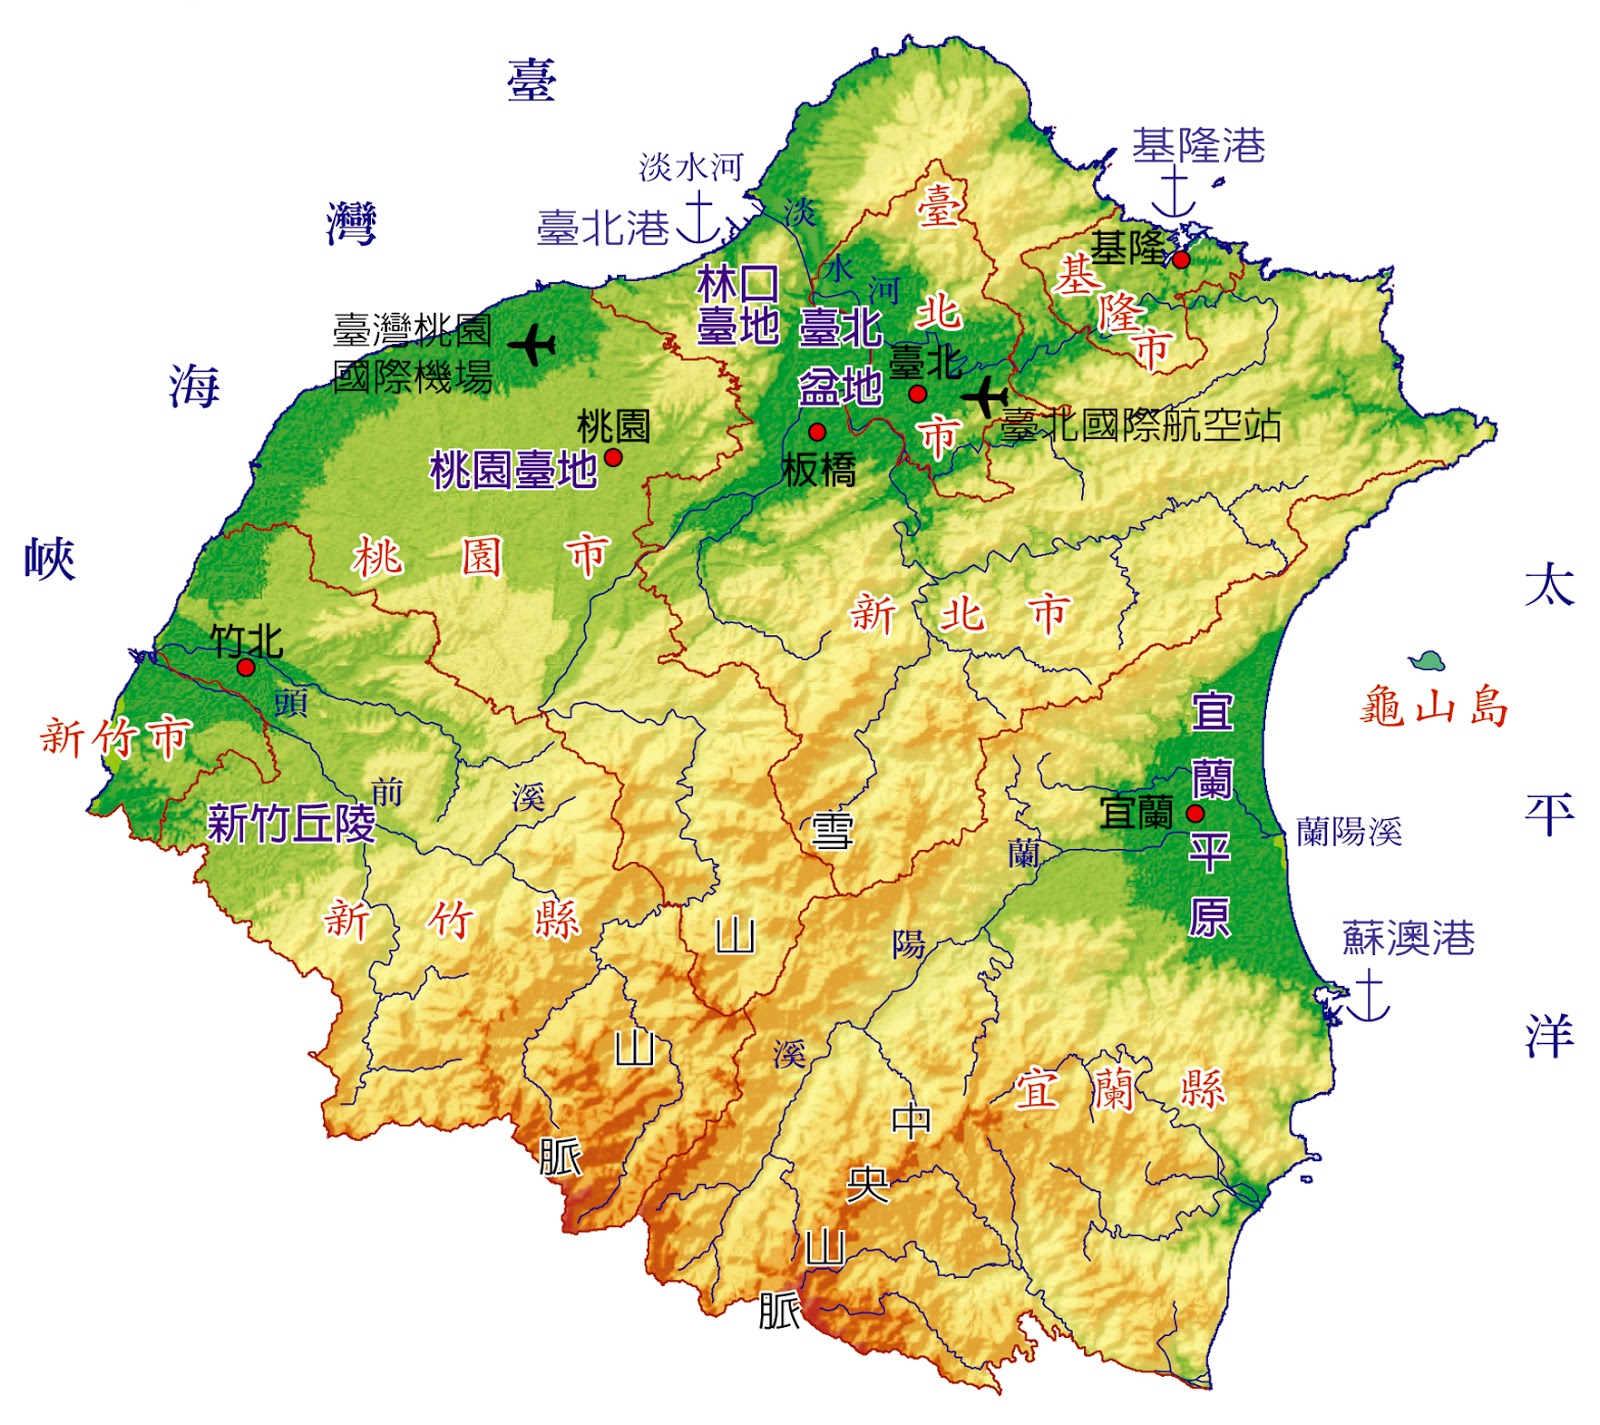 臺灣海峽
太平洋
淡水河
臺北港
基隆港
淡水河
臺北市
基隆
基隆市
林口
臺地
臺北
盆地
臺北
臺灣桃園
國際機場
臺北國際航空站
桃園
桃園臺地
板橋
桃園市
新北市
竹北
頭前溪
新竹市
新竹丘陵
新竹縣
雪山山脈
龜山島
宜蘭平原
宜蘭
蘭陽溪
蘭陽溪
蘇澳港
宜蘭縣
中央山脈